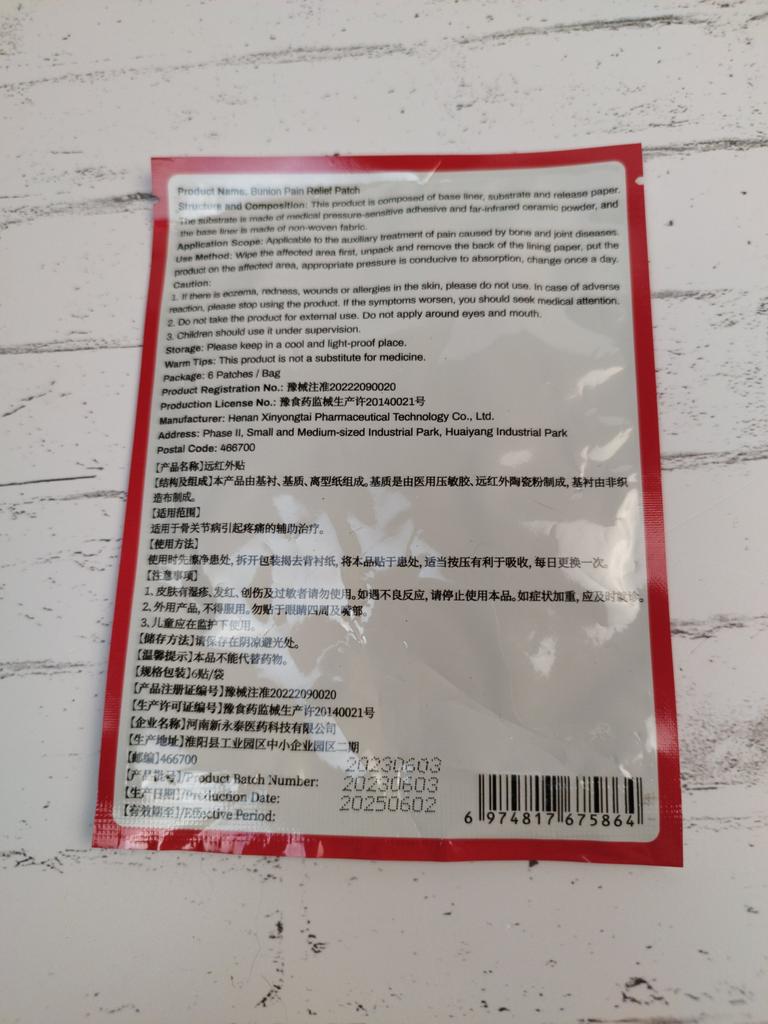 Product Name: Bunion Pain Relief Patch
Structure and Composition: This product is composed of base liner, substrate and release paper.
The substrate is made of medical pressure-sensitive adhesive and far-infrared ceramic powder, and
the base liner is made of non-woven fabric.
Application Scope: Applicable to the auxiliary treatment of pain caused by bone and joint diseases.
Use Method: Wipe the affected area first, unpack and remove the back of the lining paper, put the
product on the affected area, appropriate pressure is conducive to absorption, change once a day.
Caution:
1. If there is eczema, redness, wounds or allergies in the skin, please do not use. In case of adverse
reaction, please stop using the product. If the symptoms worsen, you should seek medical attention.
2. Do not take the product for external use. Do not apply around eyes and mouth.
3. Children should use it under supervision.
Storage: Please keep in a cool and light-proof place.
Warm Tips: This product is not a substitute for medicine.
Package: 6 Patches / Bag
Product Registration No.: 豫械注准20222090020
Production License No.: 豫食药监械生产许20140021号
Manufacturer: Henan Xinyongtai Pharmaceutical Technology Co., Ltd.
Address: Phase II, Small and Medium-sized Industrial Park, Huaiyang Industrial Park
Postal Code: 466700
【产品名称】远红外贴
【结构及组成】本产品由基衬、基质、离型纸组成。基质是由医用压敏胶、远红外陶瓷粉制成, 基衬由非织
造布制成。
【适用范围】
适用于骨关节病引起疼痛的辅助治疗。
【使用方法】
使用时先擦净患处, 拆开包装揭去背衬纸, 将本品贴于患处, 适当按压有利于吸收, 每日更换一次。
【注意事项】
1、皮肤有湿疹、发红、创伤及过敏者请勿使用。如遇不良反应, 请停止使用本品。如症状加重, 应及时就诊。
2、外用产品, 不得服用。勿贴于眼睛四周及嘴部。
3、儿童应在监护下使用。
【储存方法】请保存在阴凉避光处。
【温馨提示】本品不能代替药物。
【规格包装】6贴/袋
【产品注册证编号】豫械注准20222090020
【生产许可证编号】豫食药监械生产许20140021号
【企业名称】河南新永泰医药科技有限公司
【生产地址】淮阳县工业园区中小企业园区二期
【邮编】466700
【产品批号】/Product Batch Number: 20230603
【生产日期】/Production Date: 20230603
【有效期至】/Effective Period: 20250602
6 974817 675864